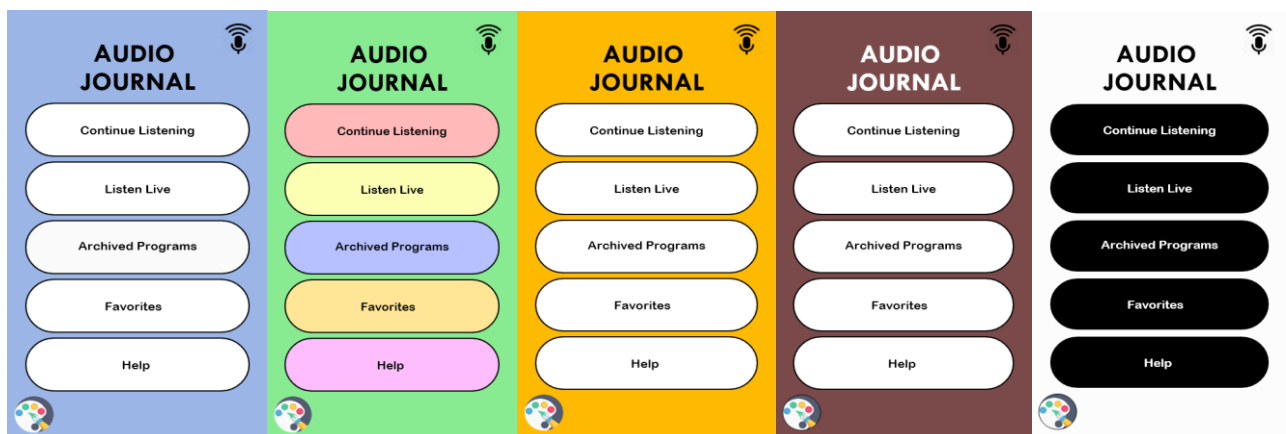 AUDIO
JOURNAL
Continue Listening
Listen Live
Archived Programs
Favorites
Help
AUDIO
JOURNAL
Continue Listening
Listen Live
Archived Programs
Favorites
Help
AUDIO
JOURNAL
Continue Listening
Listen Live
Archived Programs
Favorites
Help
AUDIO
JOURNAL
Continue Listening
Listen Live
Archived Programs
Favorites
Help
AUDIO
JOURNAL
Continue Listening
Listen Live
Archived Programs
Favorites
Help